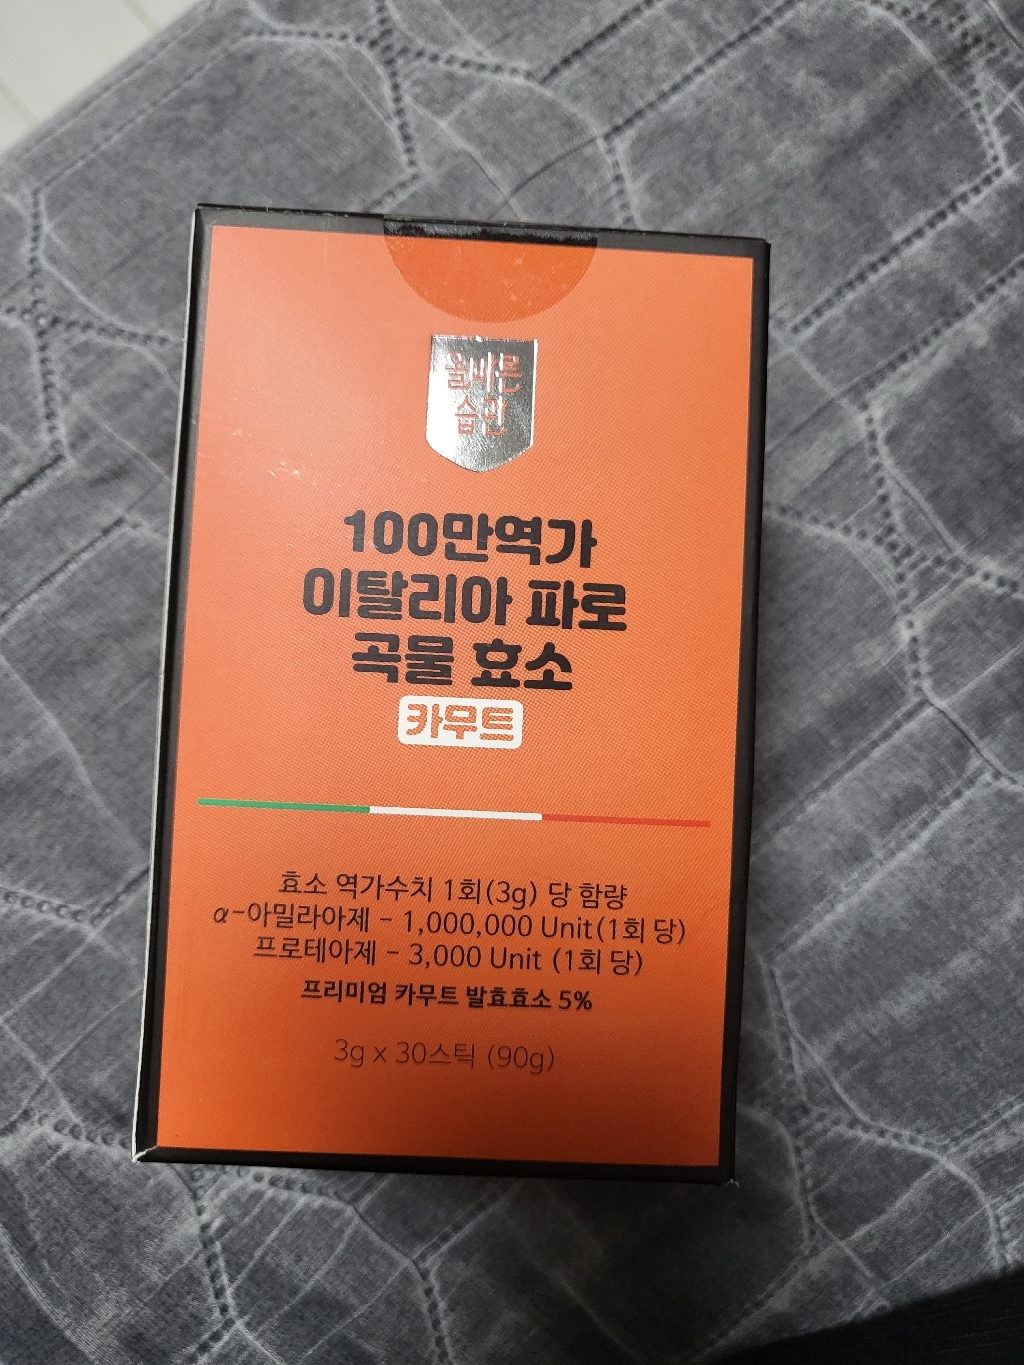 올바른
습관
100만역가
이탈리아 파로
곡물 효소
카무트
효소 역가수치 1회(3g) 당 함량
α-아밀라아제 - 1,000,000 Unit(1회 당)
프로테아제 - 3,000 Unit (1회 당)
프리미엄 카무트 발효효소 5%
3g x 30스틱 (90g)